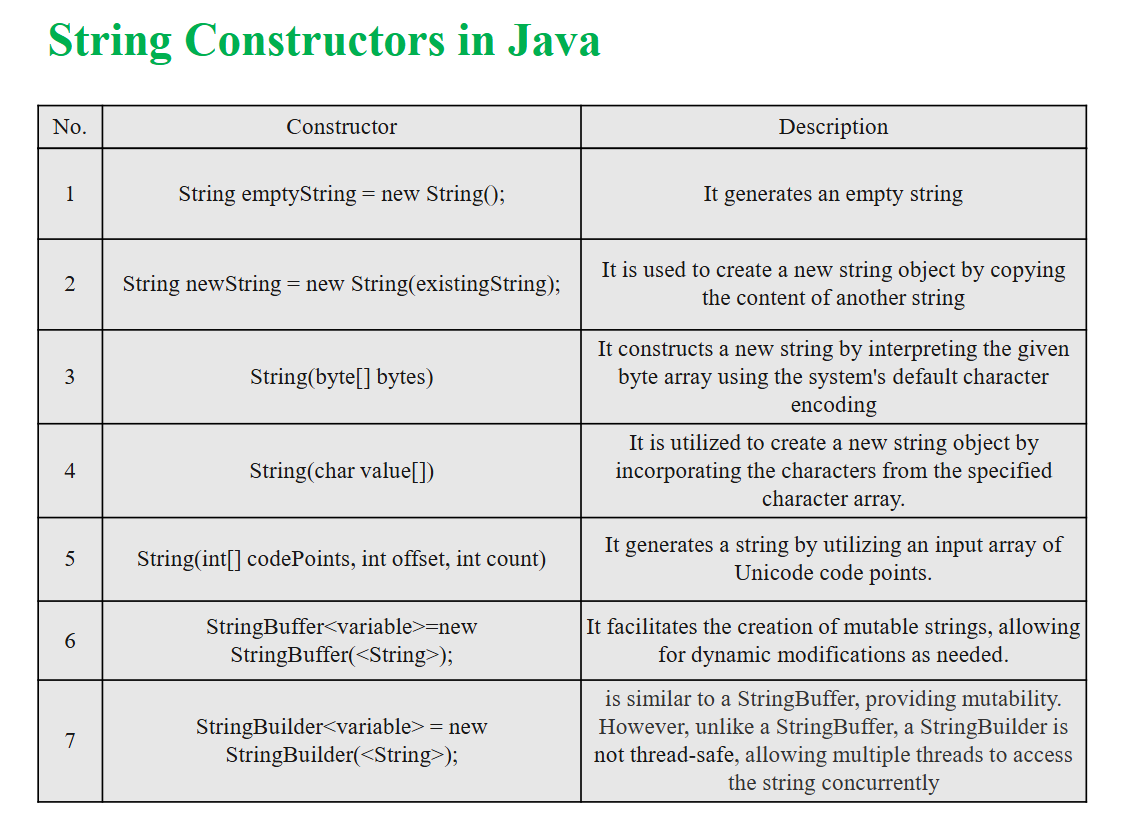 String Constructors in Java
No.
Constructor
Description
1
String emptyString = new String();
It generates an empty string
2
String newString = new String(existingString);
It is used to create a new string object by copying
the content of another string
3
String(byte[] bytes)
It constructs a new string by interpreting the given
byte array using the system's default character
encoding
4
String(char value[])
It is utilized to create a new string object by
incorporating the characters from the specified
character array.
5
String(int[] codePoints, int offset, int count)
It generates a string by utilizing an input array of
Unicode code points.
6
StringBuffer<variable>=new
StringBuffer(<String>);
It facilitates the creation of mutable strings, allowing
for dynamic modifications as needed.
7
StringBuilder<variable> = new
StringBuilder(<String>);
is similar to a StringBuffer, providing mutability.
However, unlike a StringBuffer, a StringBuilder is
not thread-safe, allowing multiple threads to access
the string concurrently